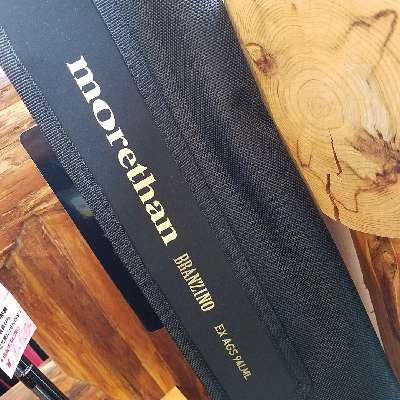 morethan
BRANZINO
EX AGS 94LML